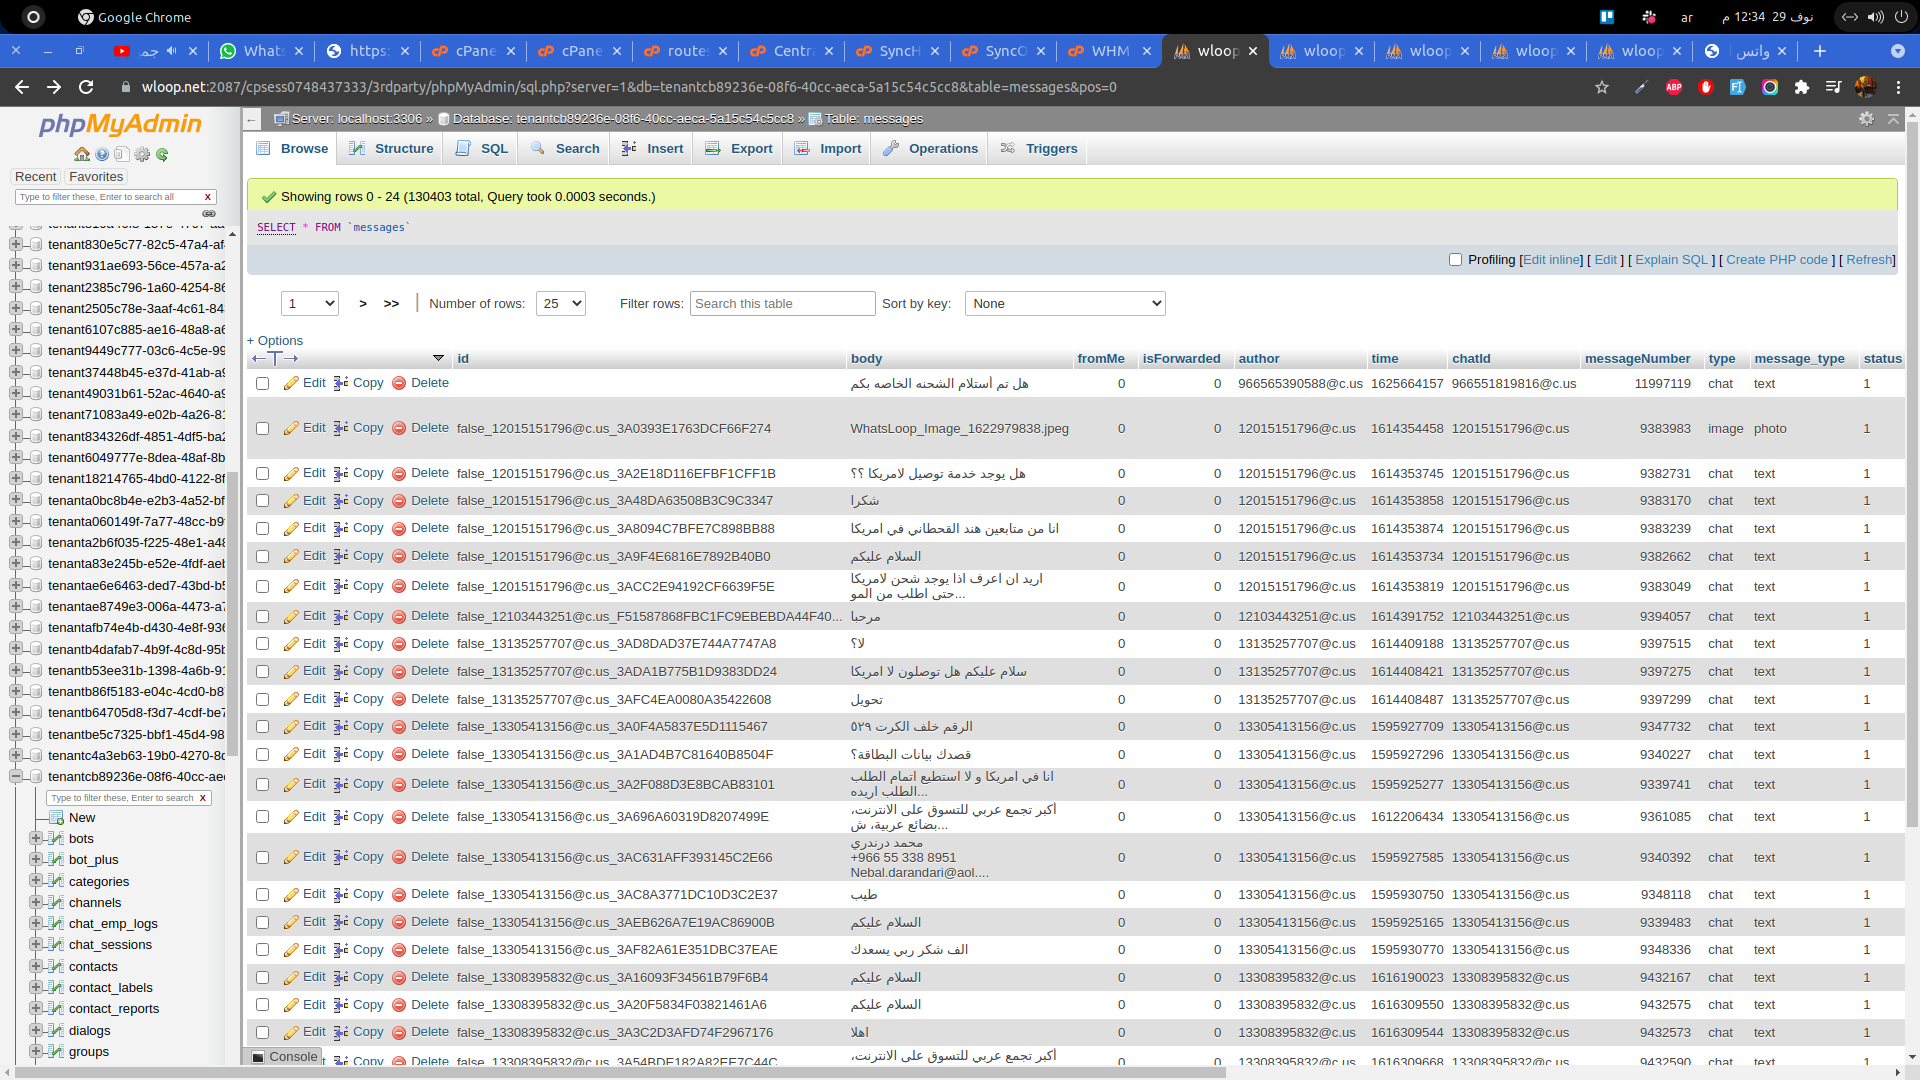 Google Chrome
ar
م 12:34 نوف 29
جم
Whats
https:
cPane
cPane
route:
Centr
SyncH
SyncC
WHM
wloop
wloop
wloop
wloop
wloop
واتس ا
wloop.net:2087/cpsess0748437333/3rdparty/phpMyAdmin/sql.php?server=1&db=tenantcb89236e-08f6-40cc-aeca-5a15c54c5cc8&table=messages&pos=0
phpMyAdmin
Recent Favorites
Type to filter these, Enter to search all X
tenant830e5c77-82c5-47a4-af
tenant931ae693-56ce-457a-a2
tenant2385c796-1a60-4254-86
tenant2505c78e-3aaf-4c61-84
tenant6107c885-ae16-48a8-a6
tenant9449c777-03c6-4c5e-99
tenant37448b45-e37d-41ab-a9
tenant49031b61-52ac-4640-a9
tenant71083a49-e02b-4a26-81
tenant834326df-4851-4df5-ba2
tenant6049777e-8dea-48af-8b
tenant18214765-4bd0-4122-8f
tenanta0bc8b4e-e2b3-4a52-bf
tenanta060149f-7a77-48cc-b9
tenanta2b6f035-f225-48e1-a48
tenanta83e245b-e52e-4fdf-aeb
tenantae6e6463-ded7-43bd-b5
tenantae8749e3-006a-4473-a7
tenantafb74e4b-d430-4e8f-936
tenantb4dafab7-4b9f-4c8d-95b
tenantb53ee31b-1398-4a6b-91
tenantb86f5183-e04c-4cd0-b8
tenantb64705d8-f3d7-4cdf-be7
tenantbe5c7325-bbf1-45d4-98
tenantc4a3eb63-19b0-4270-8c
tenantcb89236e-08f6-40cc-aec
Type to filter these, Enter to search X
New
bots
bot_plus
categories
channels
chat_emp_logs
chat_sessions
contacts
contact_labels
contact_reports
dialogs
groups
Server: localhost:3306 » Database: tenantcb89236e-08f6-40cc-aeca-5a15c54c5cc8 » Table: messages
Browse Structure SQL Search Insert Export Import Operations Triggers
Showing rows 0 - 24 (130403 total, Query took 0.0003 seconds.)
SELECT * FROM `messages`
Profiling [Edit inline] [ Edit ] [ Explain SQL ] [ Create PHP code ] [ Refresh]
1 > >> | Number of rows: 25 Filter rows: Search this table Sort by key: None
+ Options
id body fromMe isForwarded author time chatId messageNumber type message_type status
Edit Copy Delete هل تم أستلام الشحنه الخاصه بكم 0 0 966565390588@c.us 1625664157 966551819816@c.us 11997119 chat text 1
Edit Copy Delete false_12015151796@c.us_3A0393E1763DCF66F274 WhatsLoop_Image_1622979838.jpeg 0 0 12015151796@c.us 1614354458 12015151796@c.us 9383983 image photo 1
Edit Copy Delete false_12015151796@c.us_3A2E18D116EFBF1CFF1B هل يوجد خدمة توصيل لامريكا ؟؟ 0 0 12015151796@c.us 1614353745 12015151796@c.us 9382731 chat text 1
Edit Copy Delete false_12015151796@c.us_3A48DA63508B3C9C3347 شكرا 0 0 12015151796@c.us 1614353858 12015151796@c.us 9383170 chat text 1
Edit Copy Delete false_12015151796@c.us_3A8094C7BFE7C898BB88 انا من متابعين هند القحطاني في امريكا 0 0 12015151796@c.us 1614353874 12015151796@c.us 9383239 chat text 1
Edit Copy Delete false_12015151796@c.us_3A9F4E6816E7892B40B0 السلام عليكم 0 0 12015151796@c.us 1614353734 12015151796@c.us 9382662 chat text 1
Edit Copy Delete false_12015151796@c.us_3ACC2E94192CF6639F5E اريد ان اعرف اذا يوجد شحن لامريكا 0 0 12015151796@c.us 1614353819 12015151796@c.us 9383049 chat text 1
حتى اطلب من المو...
Edit Copy Delete false_12103443251@c.us_F51587868FBC1FC9EBEBDA44F40... مرحبا 0 0 12103443251@c.us 1614391752 12103443251@c.us 9394057 chat text 1
Edit Copy Delete false_13135257707@c.us_3AD8DAD37E744A7747A8 لا؟ 0 0 13135257707@c.us 1614409188 13135257707@c.us 9397515 chat text 1
Edit Copy Delete false_13135257707@c.us_3ADA1B775B1D9383DD24 سلام عليكم هل توصلون لا امريكا 0 0 13135257707@c.us 1614408421 13135257707@c.us 9397275 chat text 1
Edit Copy Delete false_13135257707@c.us_3AFC4EA0080A35422608 تحويل 0 0 13135257707@c.us 1614408487 13135257707@c.us 9397299 chat text 1
Edit Copy Delete false_13305413156@c.us_3A0F4A5837E5D1115467 الرقم خلف الكرت ٥٢٩ 0 0 13305413156@c.us 1595927709 13305413156@c.us 9347732 chat text 1
Edit Copy Delete false_13305413156@c.us_3A1AD4B7C81640B8504F قصدك بيانات البطاقة؟ 0 0 13305413156@c.us 1595927296 13305413156@c.us 9340227 chat text 1
Edit Copy Delete false_13305413156@c.us_3A2F088D3E8BCAB83101 انا في امريكا و لا استطيع اتمام الطلب 0 0 13305413156@c.us 1595925277 13305413156@c.us 9339741 chat text 1
الطلب اريده...
Edit Copy Delete false_13305413156@c.us_3A696A60319D8207499E أكبر تجمع عربي للتسوق على الانترنت، 0 0 13305413156@c.us 1612206434 13305413156@c.us 9361085 chat text 1
بضائع عربية، ش...
محمد درندري
Edit Copy Delete false_13305413156@c.us_3AC631AFF393145C2E66 +966 55 338 8951 0 0 13305413156@c.us 1595927585 13305413156@c.us 9340392 chat text 1
Nebal.darandari@aol....
Edit Copy Delete false_13305413156@c.us_3AC8A3771DC10D3C2E37 طيب 0 0 13305413156@c.us 1595930750 13305413156@c.us 9348118 chat text 1
Edit Copy Delete false_13305413156@c.us_3AEB626A7E19AC86900B السلام عليكم 0 0 13305413156@c.us 1595925165 13305413156@c.us 9339483 chat text 1
Edit Copy Delete false_13305413156@c.us_3AF82A61E351DBC37EAE الف شكر ربي يسعدك 0 0 13305413156@c.us 1595930770 13305413156@c.us 9348336 chat text 1
Edit Copy Delete false_13308395832@c.us_3A16093F34561B79F6B4 السلام عليكم 0 0 13308395832@c.us 1616190023 13308395832@c.us 9432167 chat text 1
Edit Copy Delete false_13308395832@c.us_3A20F5834F03821461A6 السلام عليكم 0 0 13308395832@c.us 1616309550 13308395832@c.us 9432575 chat text 1
Edit Copy Delete false_13308395832@c.us_3A3C2D3AFD74F2967176 اهلا 0 0 13308395832@c.us 1616309544 13308395832@c.us 9432573 chat text 1
Edit Copy Delete false_13308395832@c.us_3A54BDE182A82EE7C44C أكبر تجمع عربي للتسوق على الانترنت، 0 0 13308395832@c.us 1616309668 13308395832@c.us 9432590 chat text 1
Console